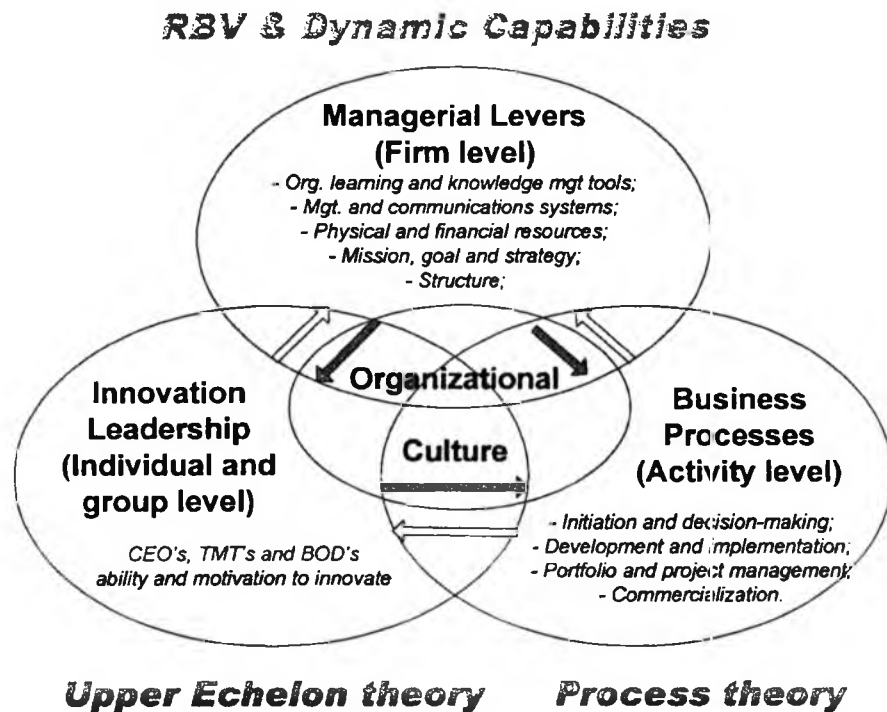 RBV & Dynamic Capabilities
Managerial Levers
(Firm level)
- Org. learning and knowledge mgt tools;
- Mgt. and communications systems;
- Physical and financial resources;
- Mission, goal and strategy;
- Structure;
Organizational
Culture
Innovation
Leadership
(Individual and
group level)
CEO's, TMT's and BOD's
ability and motivation to innovate
Business
Processes
(Activity level)
- Initiation and decision-making;
- Development and implementation;
- Portfolio and project management;
- Commercialization.
Upper Echelon theory
Process theory